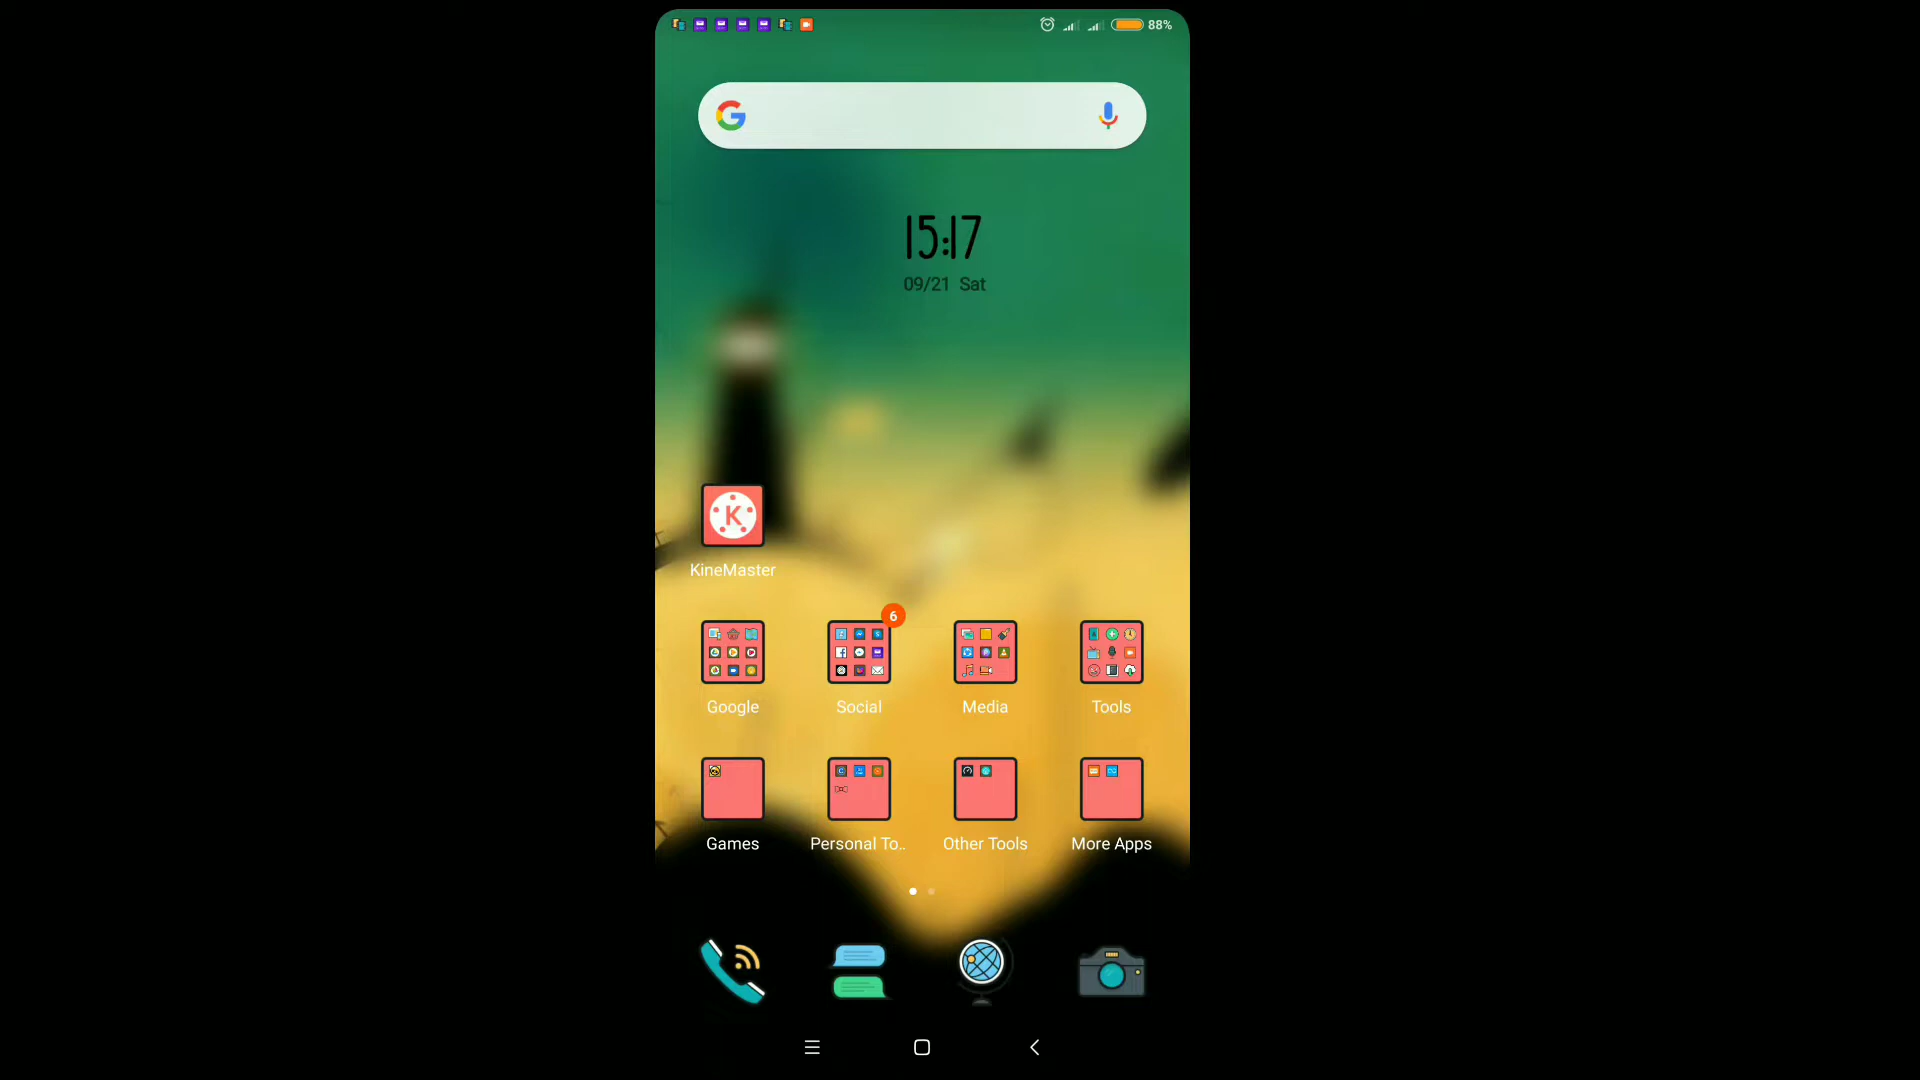 88%
15:17
09/21 Sat
K
KineMaster
6
Google
Social
Media
Tools
Games
Personal To..
Other Tools
More Apps